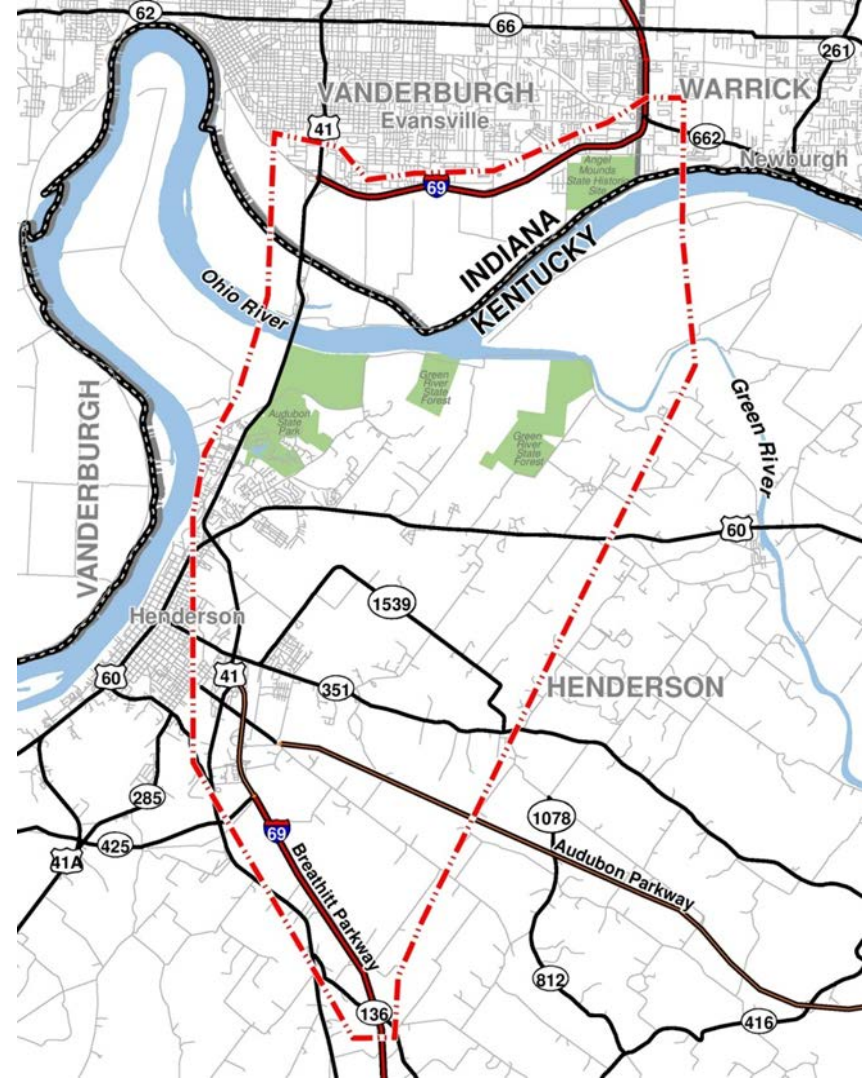 62
66
261
VANDERBURGH
WARRICK
Evansville
41
662
Newburgh
Angel
Mounds
State Historic
Site
69
INDIANA
KENTUCKY
Ohio River
Green
River
State
Forest
Audubon
State
Park
Green
River
State
Forest
Green River
VANDERBURGH
60
1539
Henderson
60
41
351
HENDERSON
285
1078
69
425
41A
Breathitt Parkway
Audubon Parkway
812
136
416